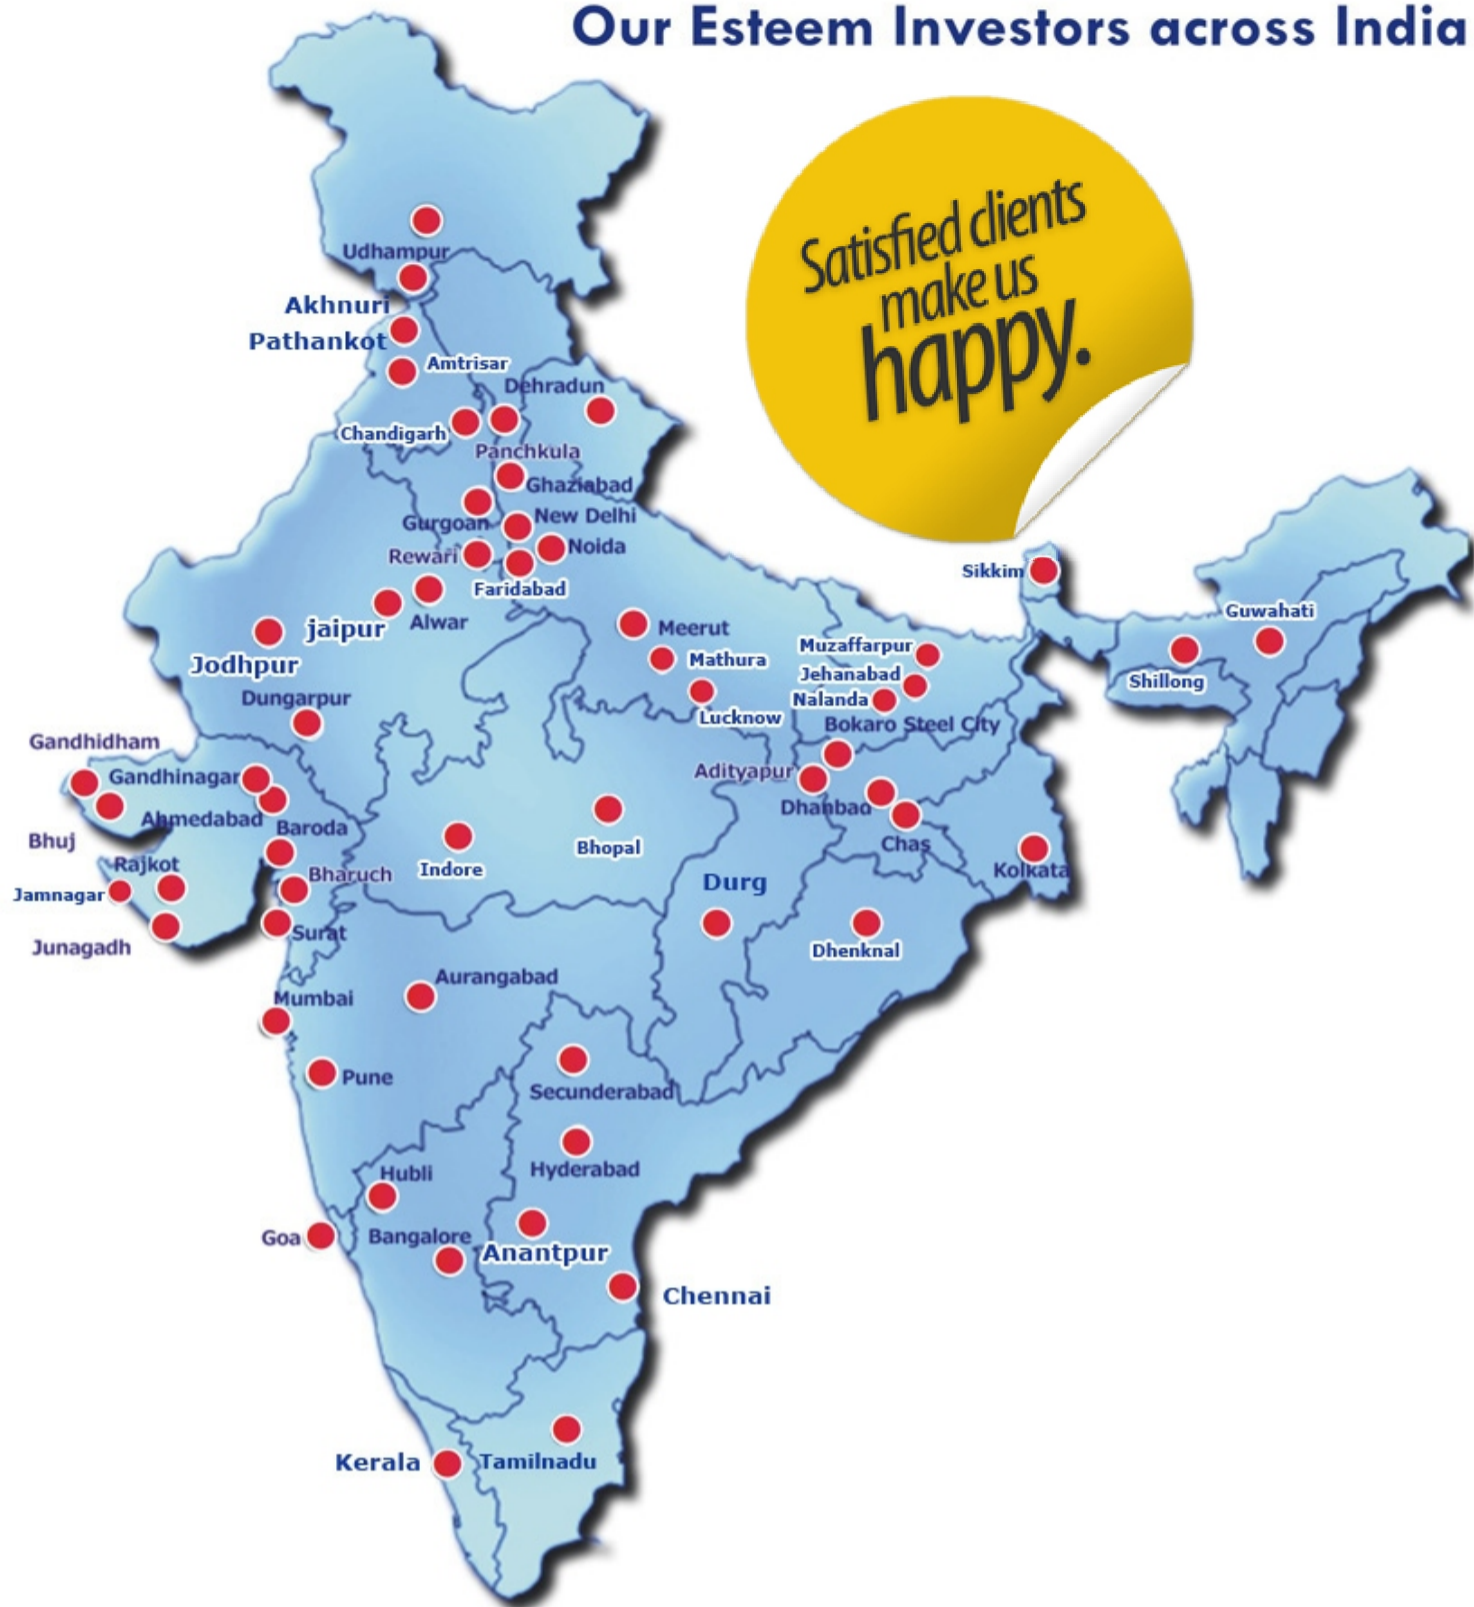 Our Esteem Investors across India
Satisfied clients
make us
happy.
Udhampur
Akhnuri
Pathankot
Amtrisar
Dehradun
Chandigarh
Panchkula
Ghaziabad
Gurgoan
New Delhi
Rewari
Noida
Faridabad
Sikkim
jaipur
Alwar
Guwahati
Meerut
Muzaffarpur
Jodhpur
Mathura
Jehanabad
Shillong
Dungarpur
Nalanda
Lucknow
Bokaro Steel City
Gandhidham
Gandhinagar
Adityapur
Ahmedabad
Baroda
Dhanbad
Bhuj
Bhopal
Chas
Rajkot
Bharuch
Indore
Kolkata
Jamnagar
Durg
Surat
Junagadh
Dhenknal
Aurangabad
Mumbai
Pune
Secunderabad
Hyderabad
Hubli
Goa
Bangalore
Anantpur
Chennai
Kerala
Tamilnadu